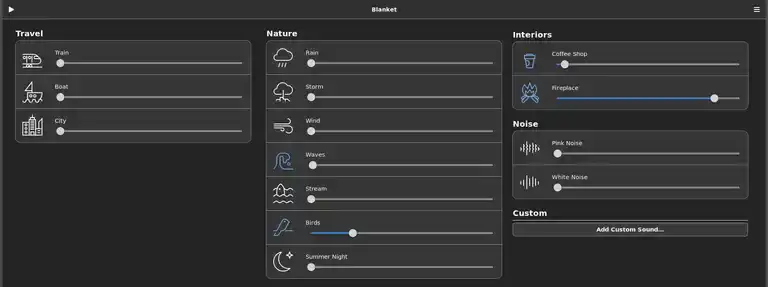 Blanket
Travel
Train
Boat
City
Nature
Rain
Storm
Wind
Waves
Stream
Birds
Summer Night
Interiors
Coffee Shop
Fireplace
Noise
Pink Noise
White Noise
Custom
Add Custom Sound...